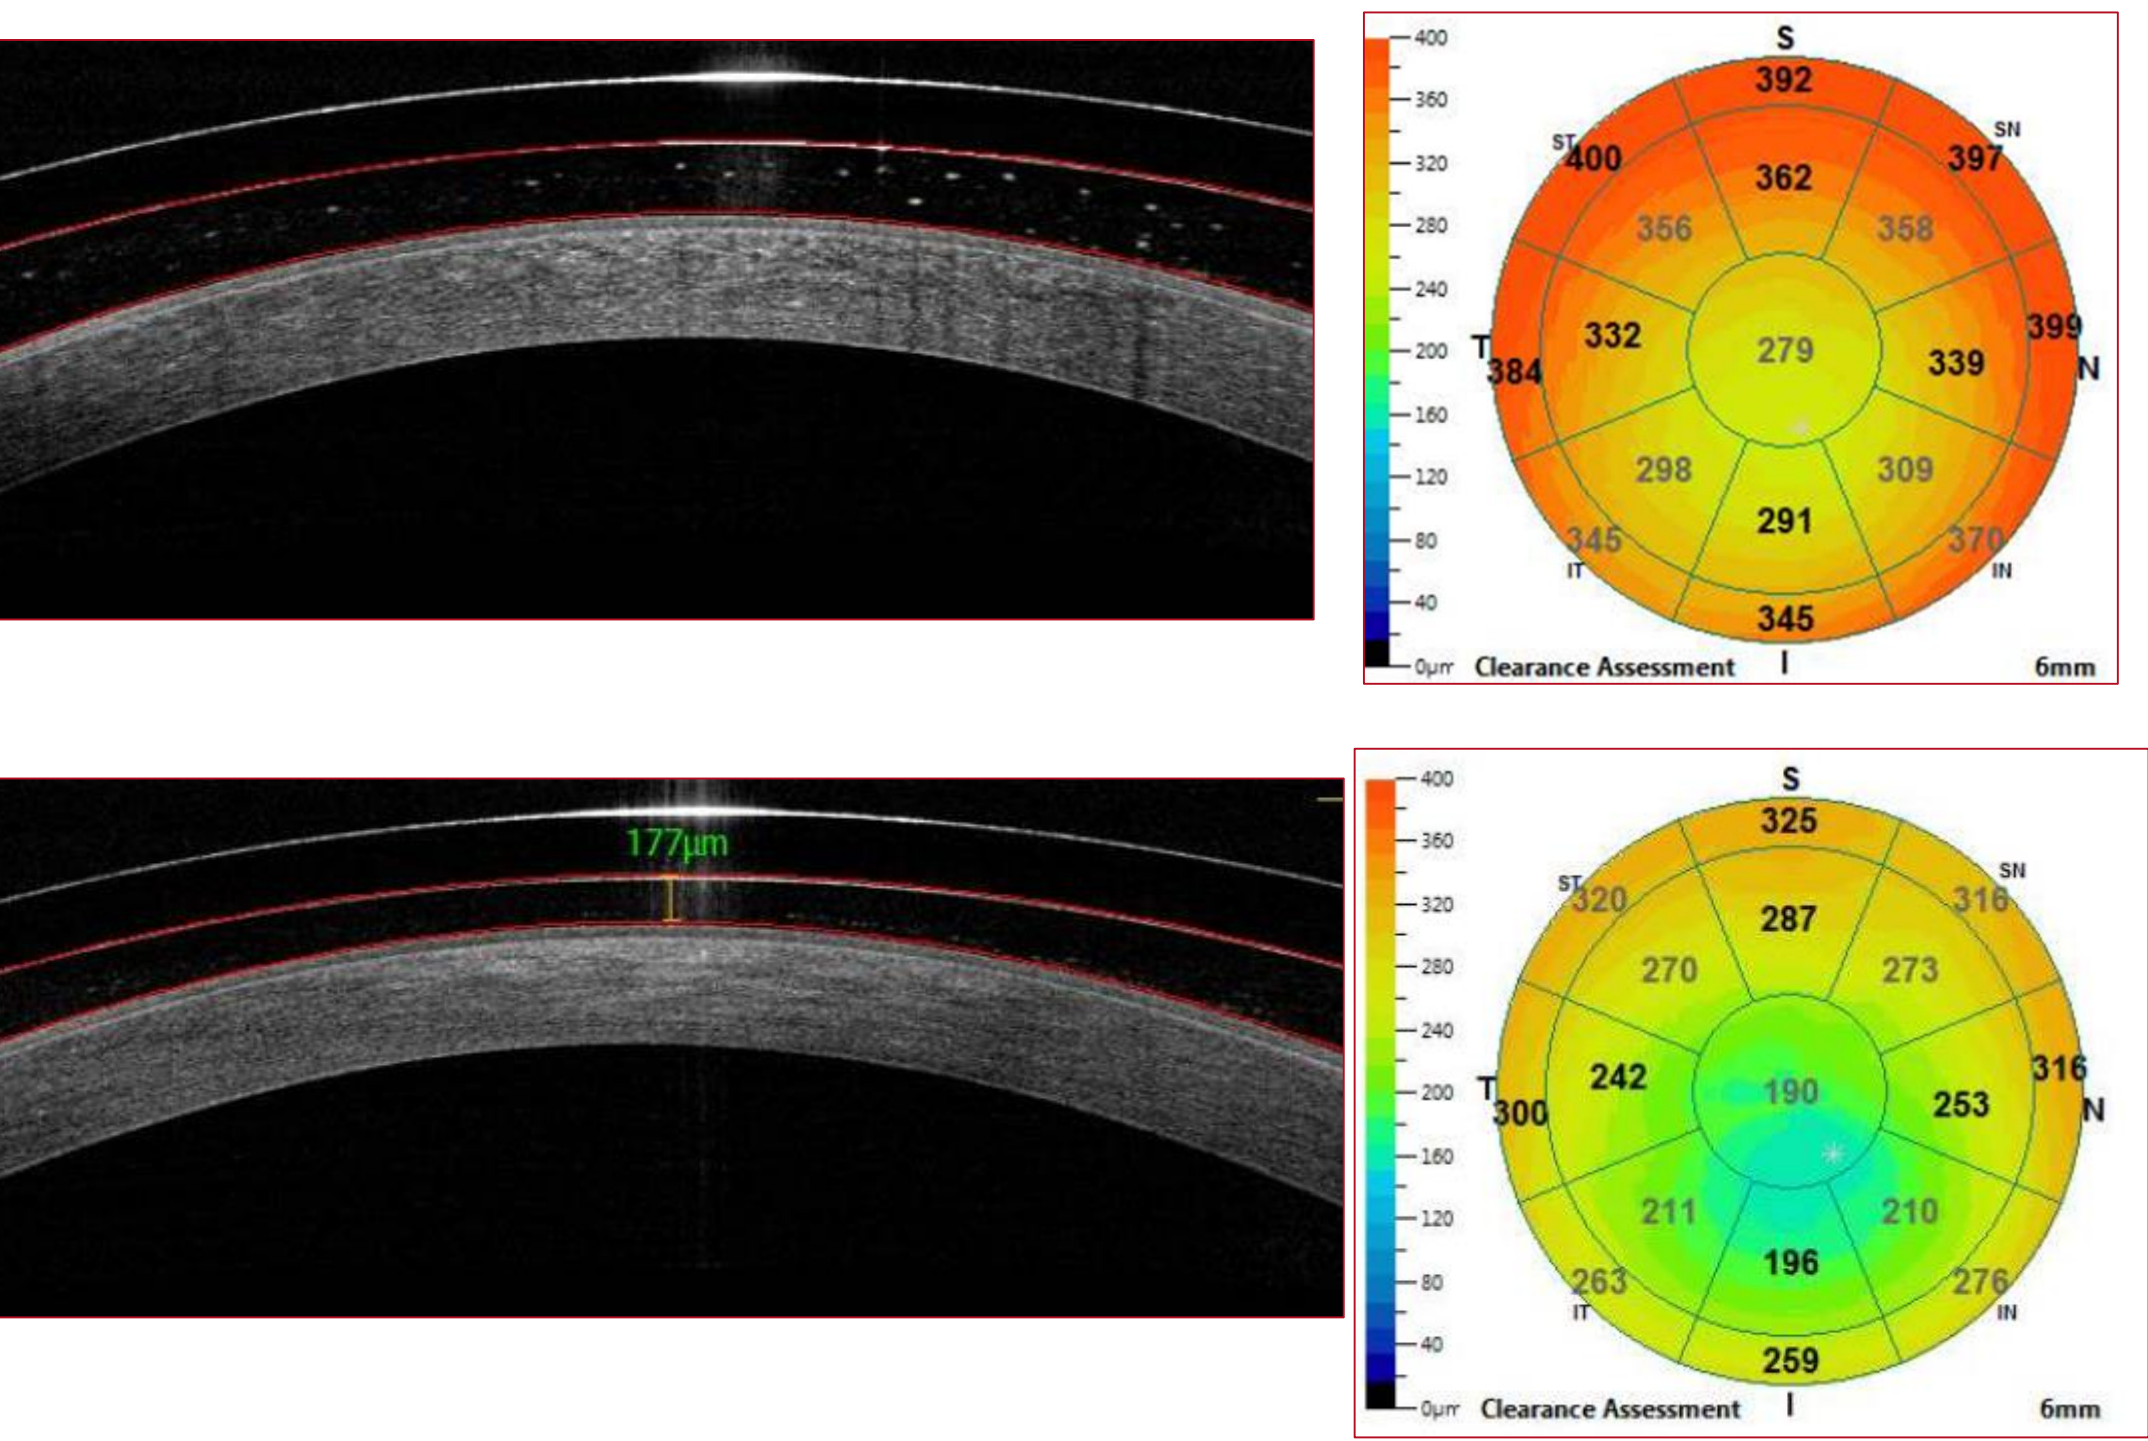 400
360
320
280
240
200
160
120
80
40
0µm
S
392
ST
400
SN
397
362
356
358
T
384
332
279
339
399
N
298
309
291
345
IT
370
IN
345
Clearance Assessment
I
6mm
177µm
400
360
320
280
240
200
160
120
80
40
0µm
S
325
ST
320
SN
316
287
270
273
T
300
242
190
253
316
N
211
210
196
263
IT
276
IN
259
Clearance Assessment
I
6mm